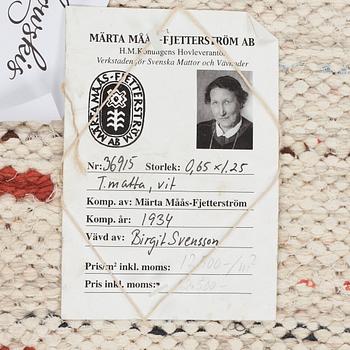 MÄRTA MÅÅS-FJETTERSTRÖM AB
H.M. Konungens Hovleverantör
Verkstaden för Svenska Mattor och Vävnader
MÄRTA MÅÅS-FJETTERSTRÖM AB
Nr: 36915 Storlek: 0,65 x 1.25
T.matta, vit
Komp. av: Märta Måås-Fjetterström
Komp. år: 1934
Vävd av: Birgit Svensson
Pris/m² inkl. moms: 12500-/m²
Pris inkl. moms: